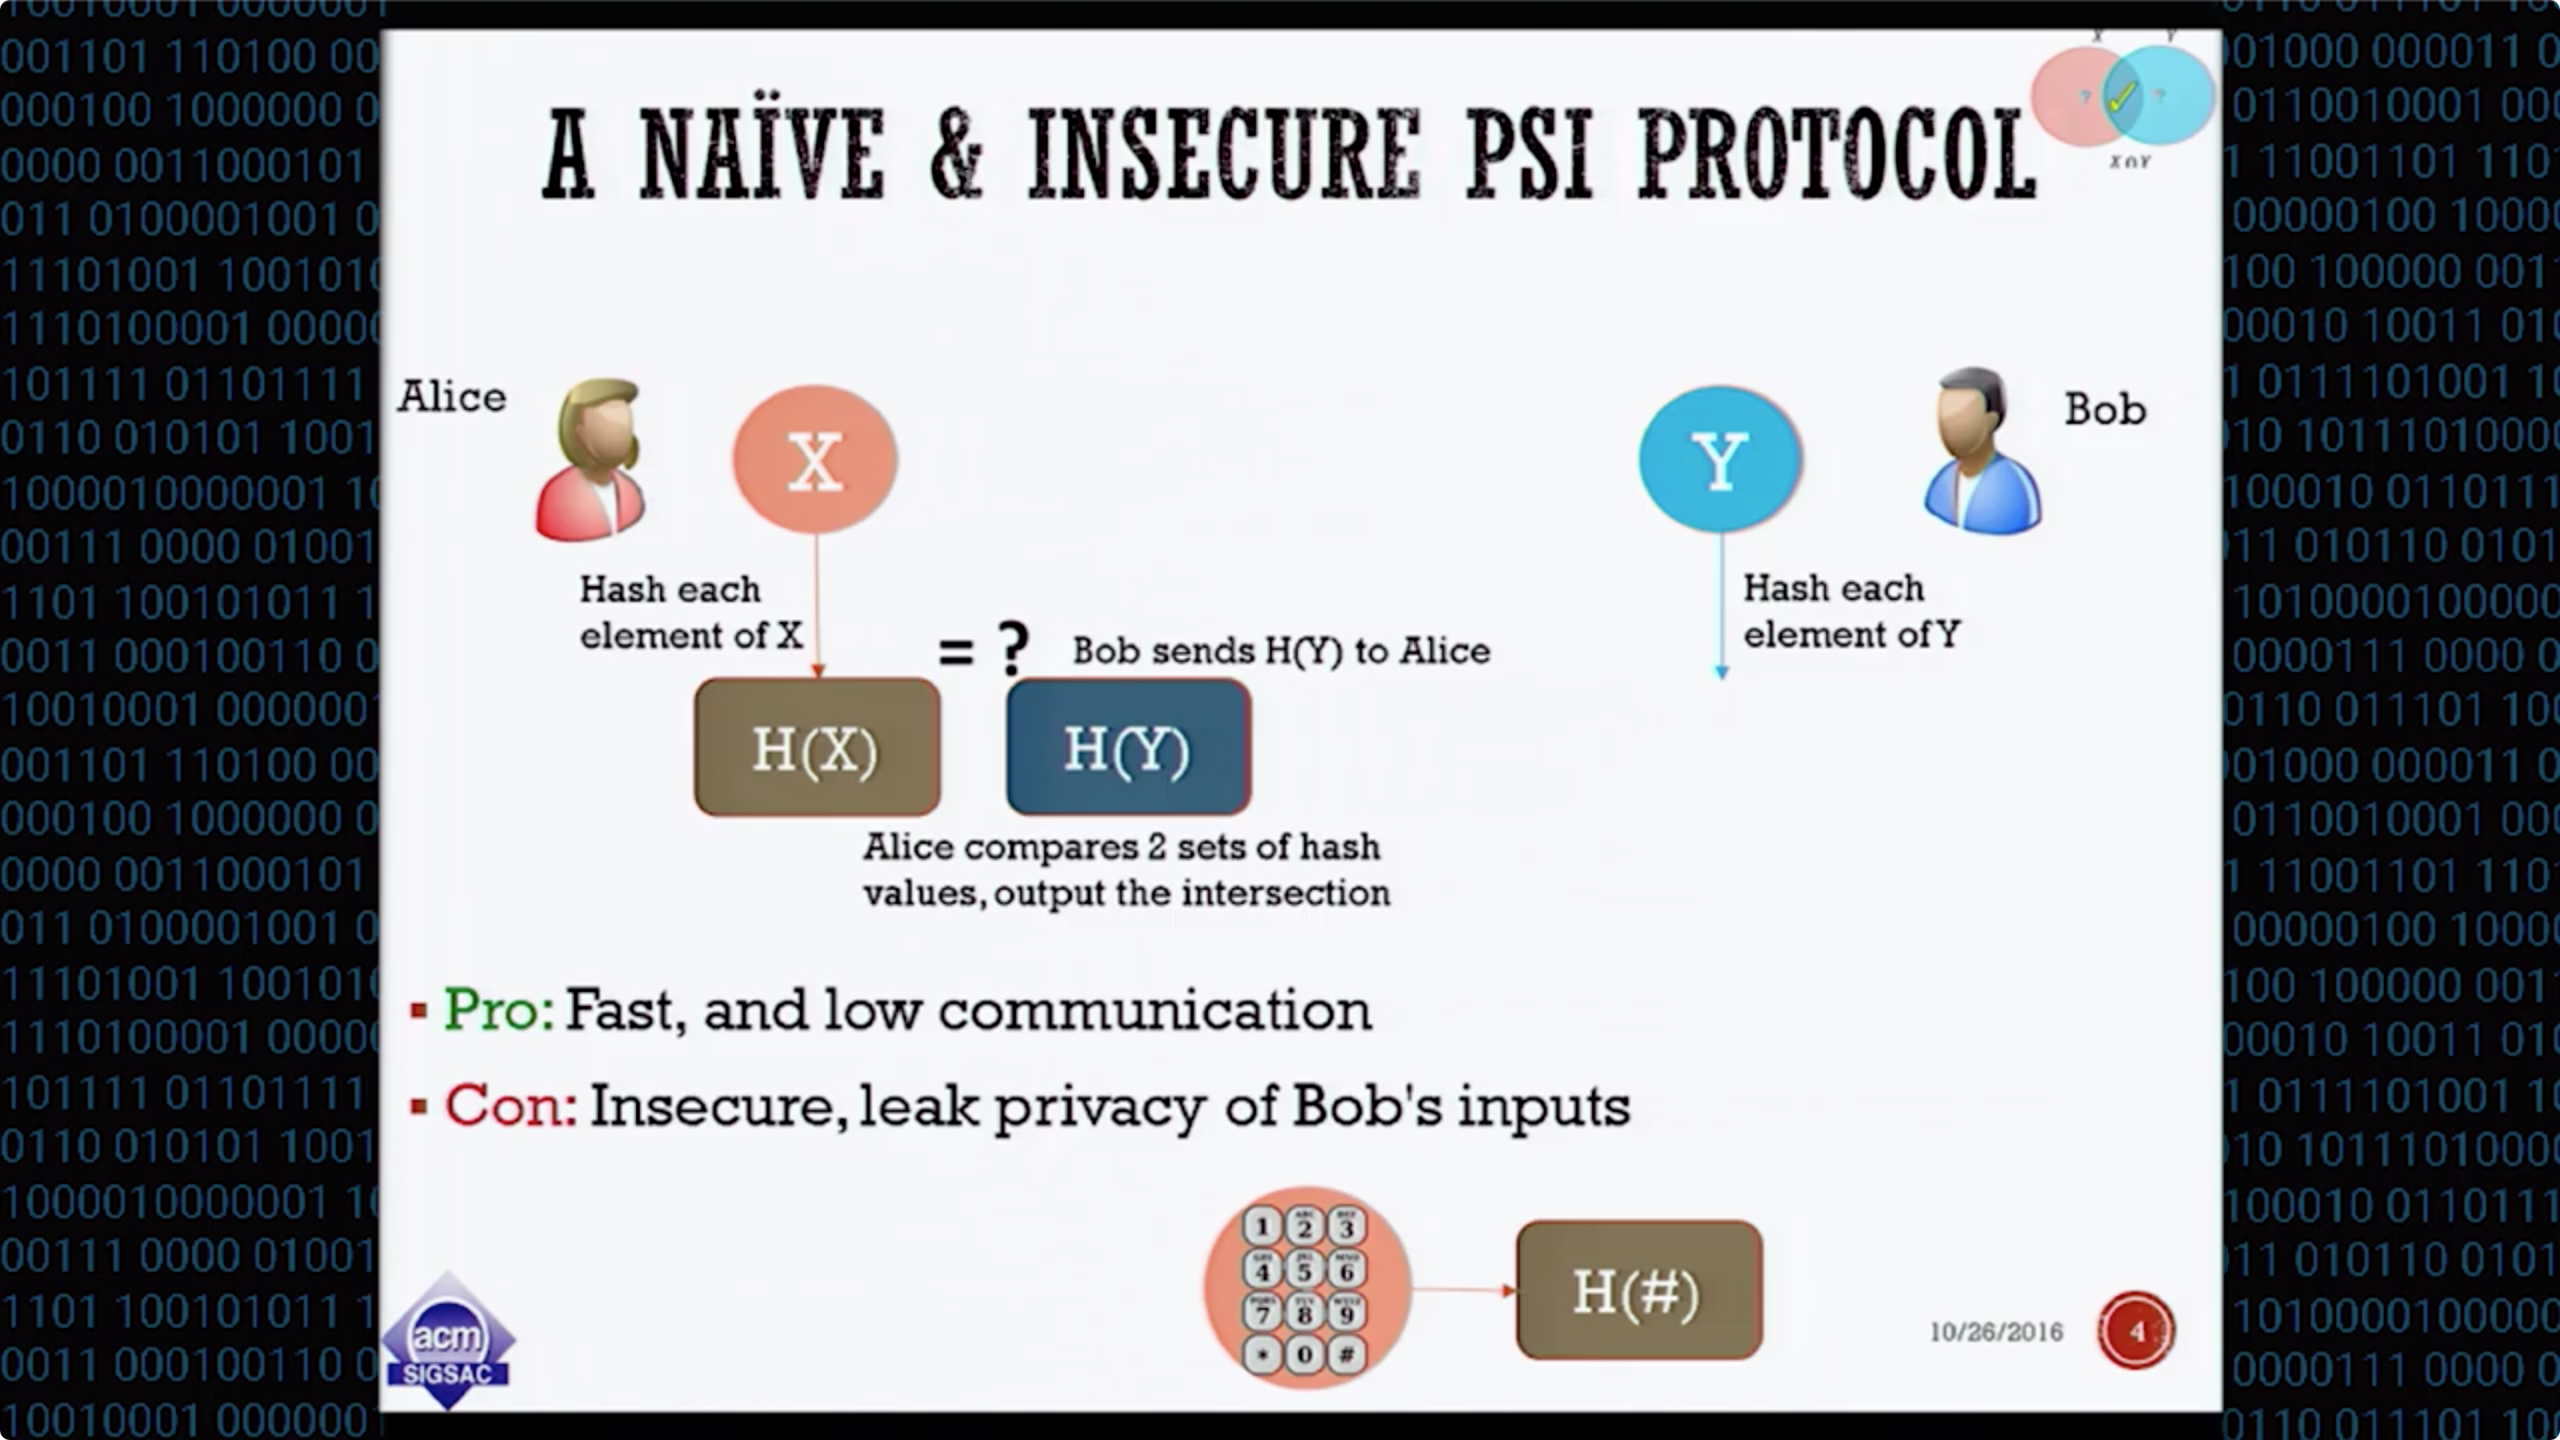 A NAÏVE & INSECURE PSI PROTOCOL
X Y
? ?
X ∩ Y
Alice
X
Y
Bob
Hash each
element of X
= ?
Bob sends H(Y) to Alice
Hash each
element of Y
H(X)
H(Y)
Alice compares 2 sets of hash
values, output the intersection
▪ Pro: Fast, and low communication
▪ Con: Insecure, leak privacy of Bob's inputs
1 2 3
4 5 6
7 8 9
* 0 #
H(#)
acm
SIGSAC
10/26/2016
4